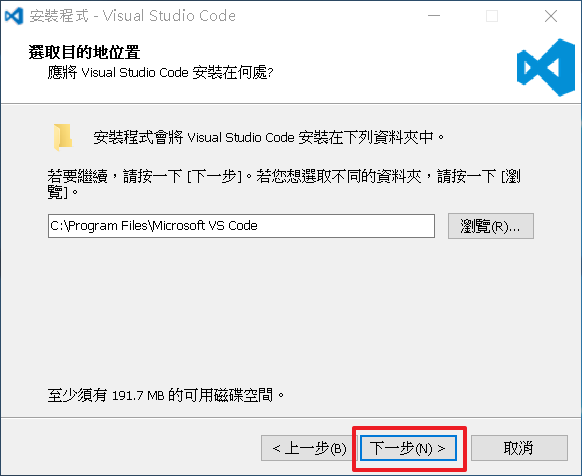 安裝程式 - Visual Studio Code
選取目的地位置
應將 Visual Studio Code 安裝在何處?
安裝程式會將 Visual Studio Code 安裝在下列資料夾中。
若要繼續，請按一下 [下一步]。若您想選取不同的資料夾，請按一下 [瀏
覽]。
C:\Program Files\Microsoft VS Code
瀏覽(R)...
至少須有 191.7 MB 的可用磁碟空間。
< 上一步(B)
下一步(N) >
取消